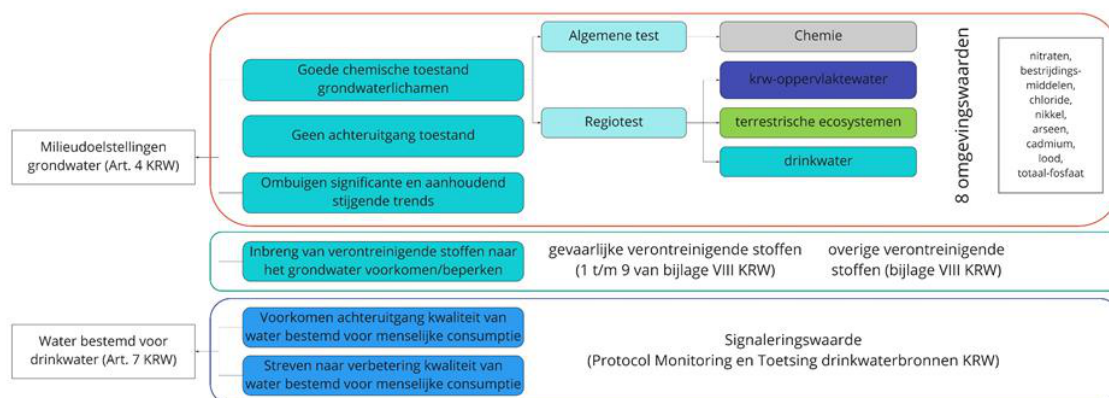 Milieudoelstellingen
grondwater (Art. 4 KRW)
Goede chemische toestand
grondwaterlichamen
Geen achteruitgang toestand
Ombuigen significante en aanhoudend
stijgende trends
Algemene test
Chemie
Regiotest
krw-oppervlaktewater
terrestrische ecosystemen
drinkwater
8 omgevingswaarden
nitraten,
bestrijdings-
middelen,
chloride,
nikkel,
arseen,
cadmium,
lood,
totaal-fosfaat
Inbreng van verontreinigende stoffen naar
het grondwater voorkomen/beperken
gevaarlijke verontreinigende stoffen
(1 t/m 9 van bijlage VIII KRW)
overige verontreinigende
stoffen (bijlage VIII KRW)
Water bestemd voor
drinkwater (Art. 7 KRW)
Voorkomen achteruitgang kwaliteit van
water bestemd voor menselijke consumptie
Streven naar verbetering kwaliteit van
water bestemd voor menselijke consumptie
Signaleringswaarde
(Protocol Monitoring en Toetsing drinkwaterbronnen KRW)